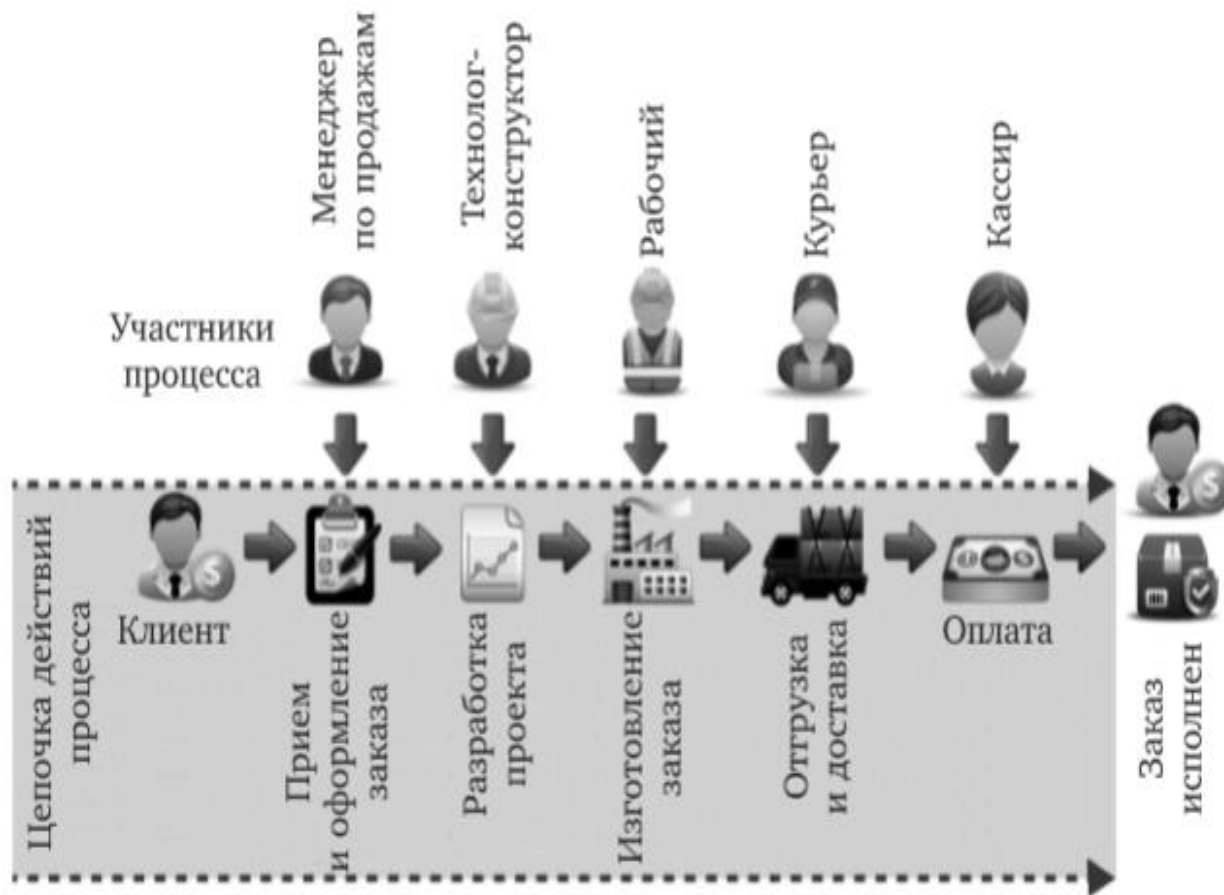 Менеджер
по продажам
Технолог-
конструктор
Рабочий
Курьер
Кассир
Участники
процесса
Цепочка действий
процесса
Клиент
Прием
и оформление
заказа
Разработка
проекта
Изготовление
заказа
Отгрузка
и доставка
Оплата
Заказ
исполнен